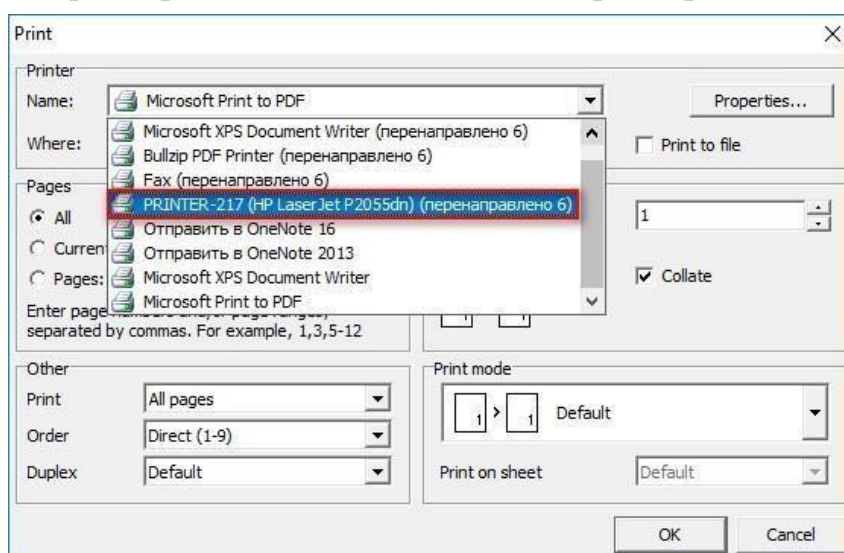 Print
Printer
Name: Microsoft Print to PDF Properties...
Microsoft XPS Document Writer (перенаправлено 6)
Where: Print to file
Bullzip PDF Printer (перенаправлено 6)
Fax (перенаправлено 6)
Pages
PRINTER-217 (HP LaserJet P2055dn) (перенаправлено 6)
All 1
Отправить в OneNote 16
Curren
Отправить в OneNote 2013
Pages: Microsoft XPS Document Writer Collate
Microsoft Print to PDF
Enter page
separated by commas. For example, 1,3,5-12
Other Print mode
Print All pages
1 1 Default
Order Direct (1-9)
Duplex Default Print on sheet Default
OK Cancel